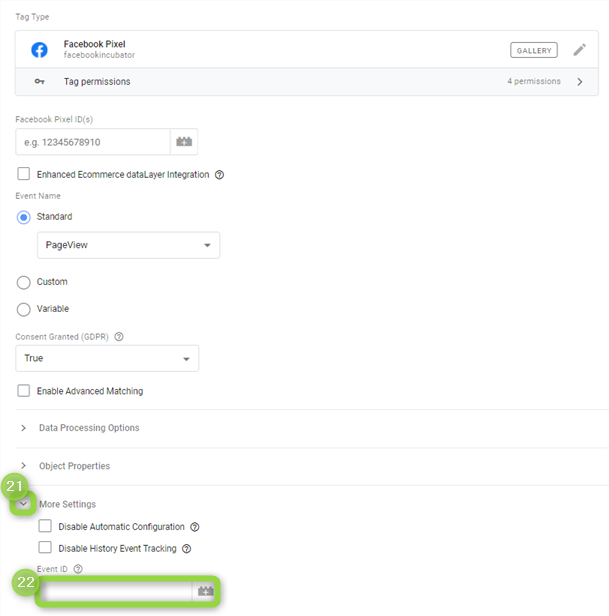 Tag Type
Facebook Pixel
facebookincubator
GALLERY
Tag permissions
4 permissions
Facebook Pixel ID(s)
e.g. 12345678910
Enhanced Ecommerce dataLayer Integration
Event Name
Standard
PageView
Custom
Variable
Consent Granted (GDPR)
True
Enable Advanced Matching
Data Processing Options
Object Properties
21
More Settings
Disable Automatic Configuration
Disable History Event Tracking
Event ID
22